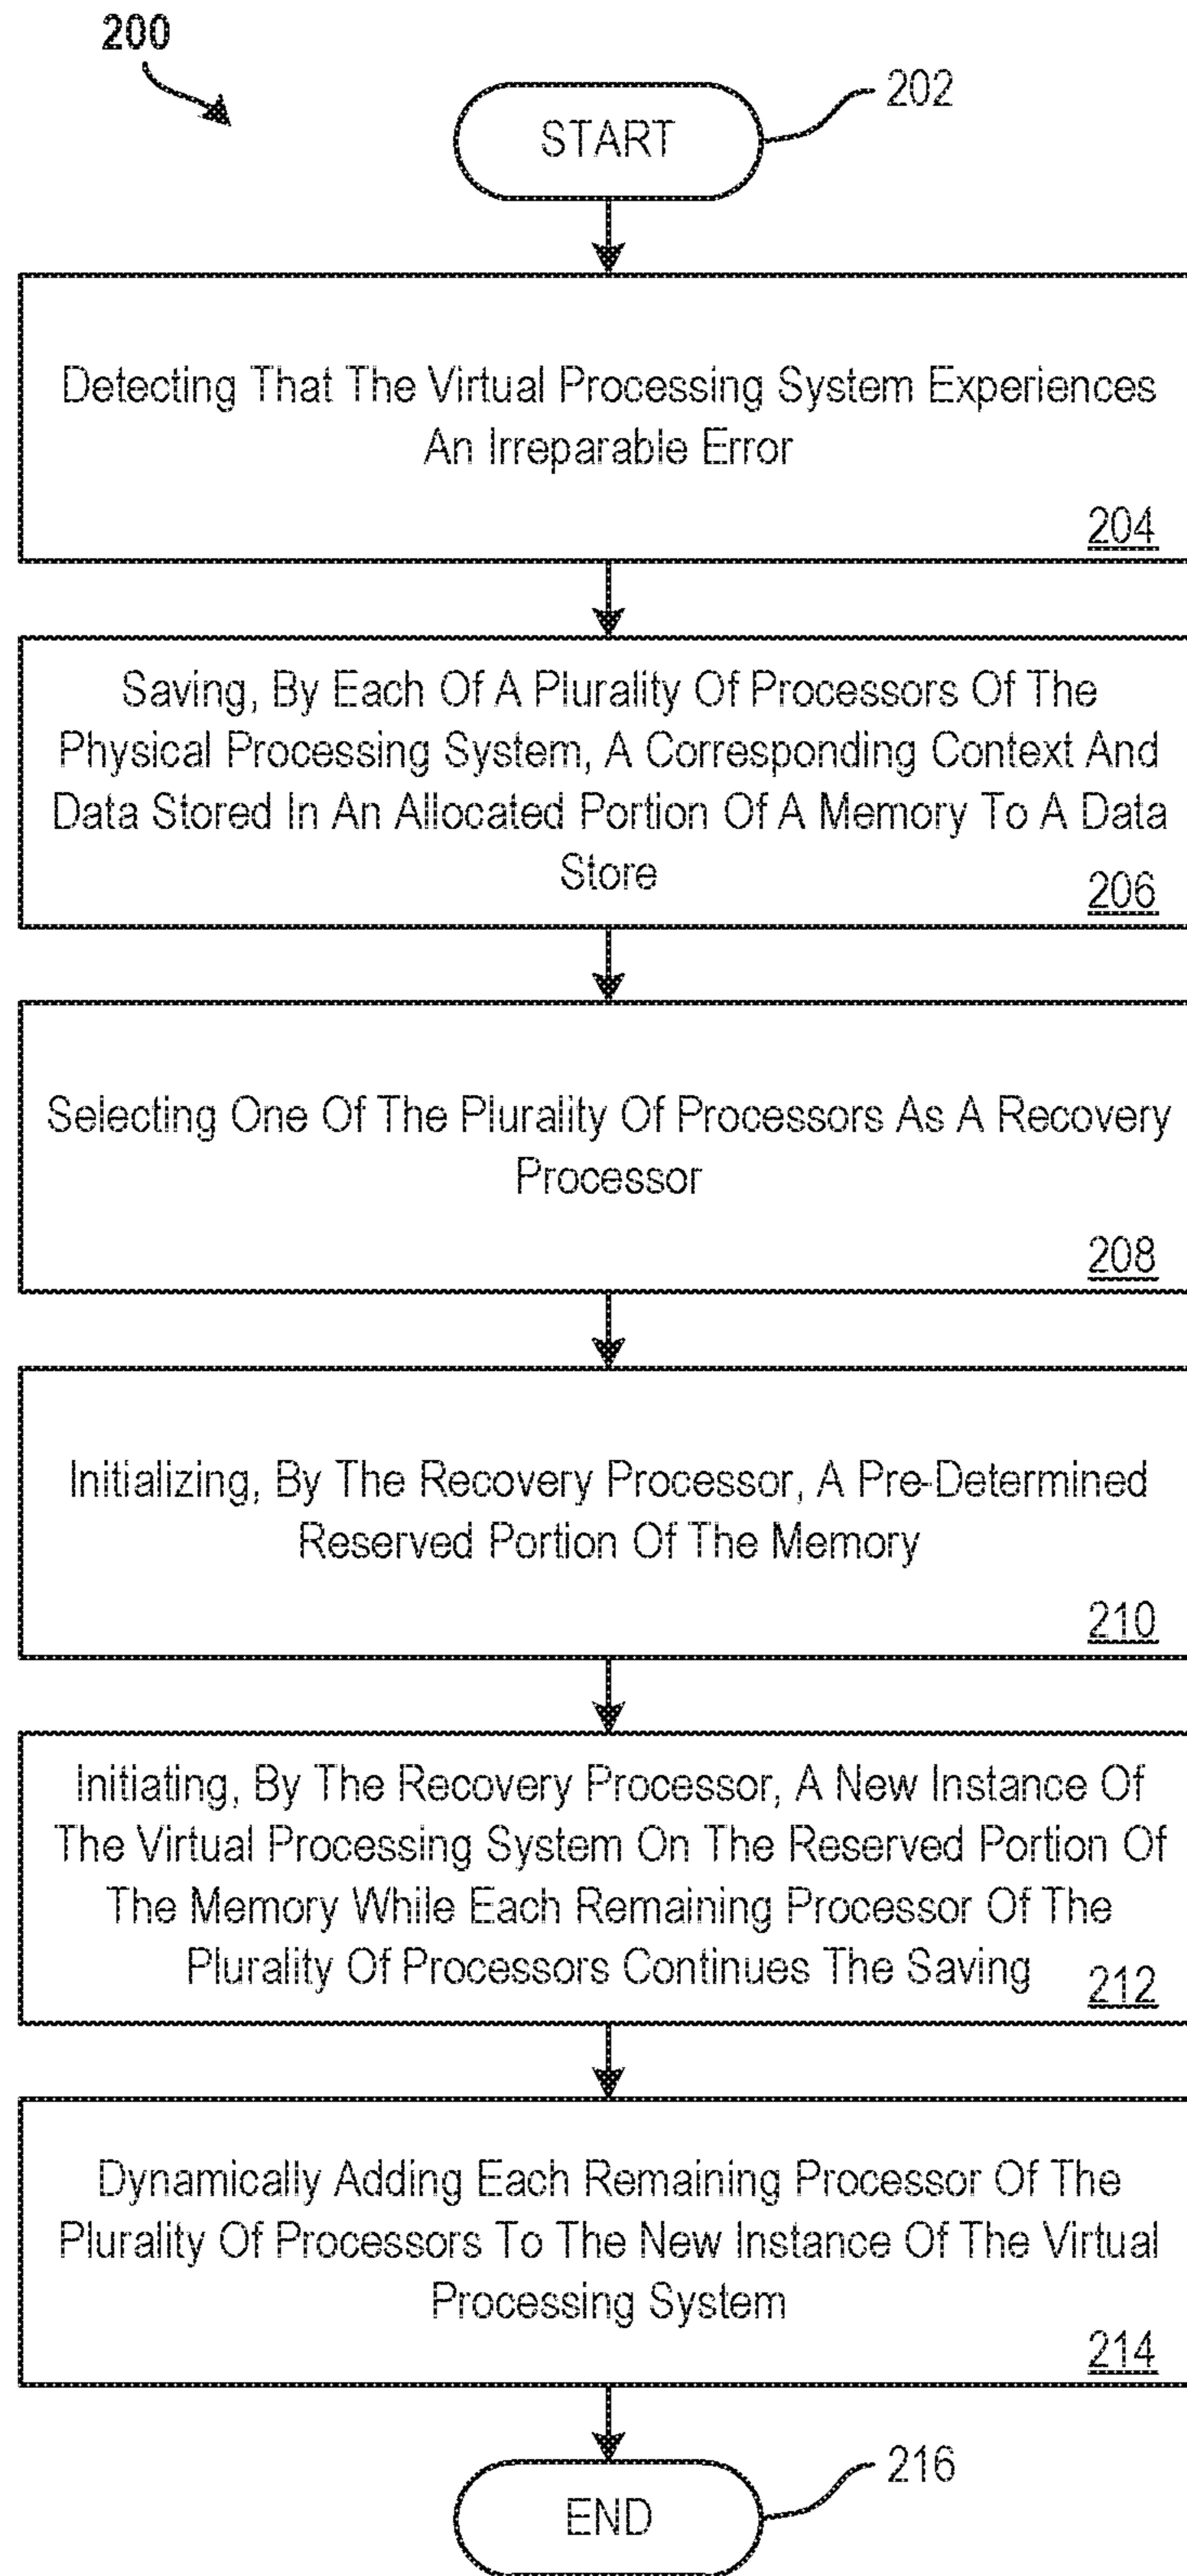 200
START
202
Detecting That The Virtual Processing System Experiences
An Irreparable Error
204
Saving, By Each Of A Plurality Of Processors Of The
Physical Processing System, A Corresponding Context And
Data Stored In An Allocated Portion Of A Memory To A Data
Store
206
Selecting One Of The Plurality Of Processors As A Recovery
Processor
208
Initializing, By The Recovery Processor, A Pre-Determined
Reserved Portion Of The Memory
210
Initiating, By The Recovery Processor, A New Instance Of
The Virtual Processing System On The Reserved Portion Of
The Memory While Each Remaining Processor Of The
Plurality Of Processors Continues The Saving
212
Dynamically Adding Each Remaining Processor Of The
Plurality Of Processors To The New Instance Of The Virtual
Processing System
214
216
END